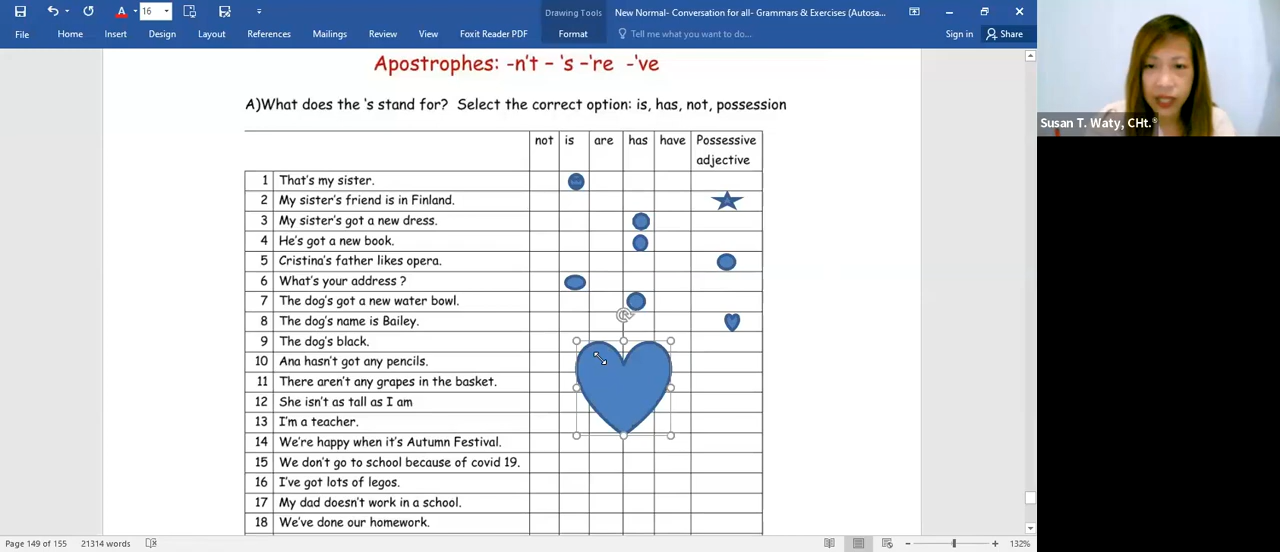 16
Drawing Tools
New Normal- Conversation for all- Grammars & Exercises (Autosa...
File Home Insert Design Layout References Mailings Review View Foxit Reader PDF Format Tell me what you want to do... Sign in Share
Apostrophes: -n't – 's –'re -'ve
A)What does the 's stand for? Select the correct option: is, has, not, possession
not is are has have Possessive
adjective
1 That's my sister.
2 My sister's friend is in Finland.
3 My sister's got a new dress.
4 He's got a new book.
5 Cristina's father likes opera.
6 What's your address ?
7 The dog's got a new water bowl.
8 The dog's name is Bailey.
9 The dog's black.
10 Ana hasn't got any pencils.
11 There aren't any grapes in the basket.
12 She isn't as tall as I am
13 I'm a teacher.
14 We're happy when it's Autumn Festival.
15 We don't go to school because of covid 19.
16 I've got lots of legos.
17 My dad doesn't work in a school.
18 We've done our homework.
Page 149 of 155 21314 words 132%
Susan T. Waty, CHt.®